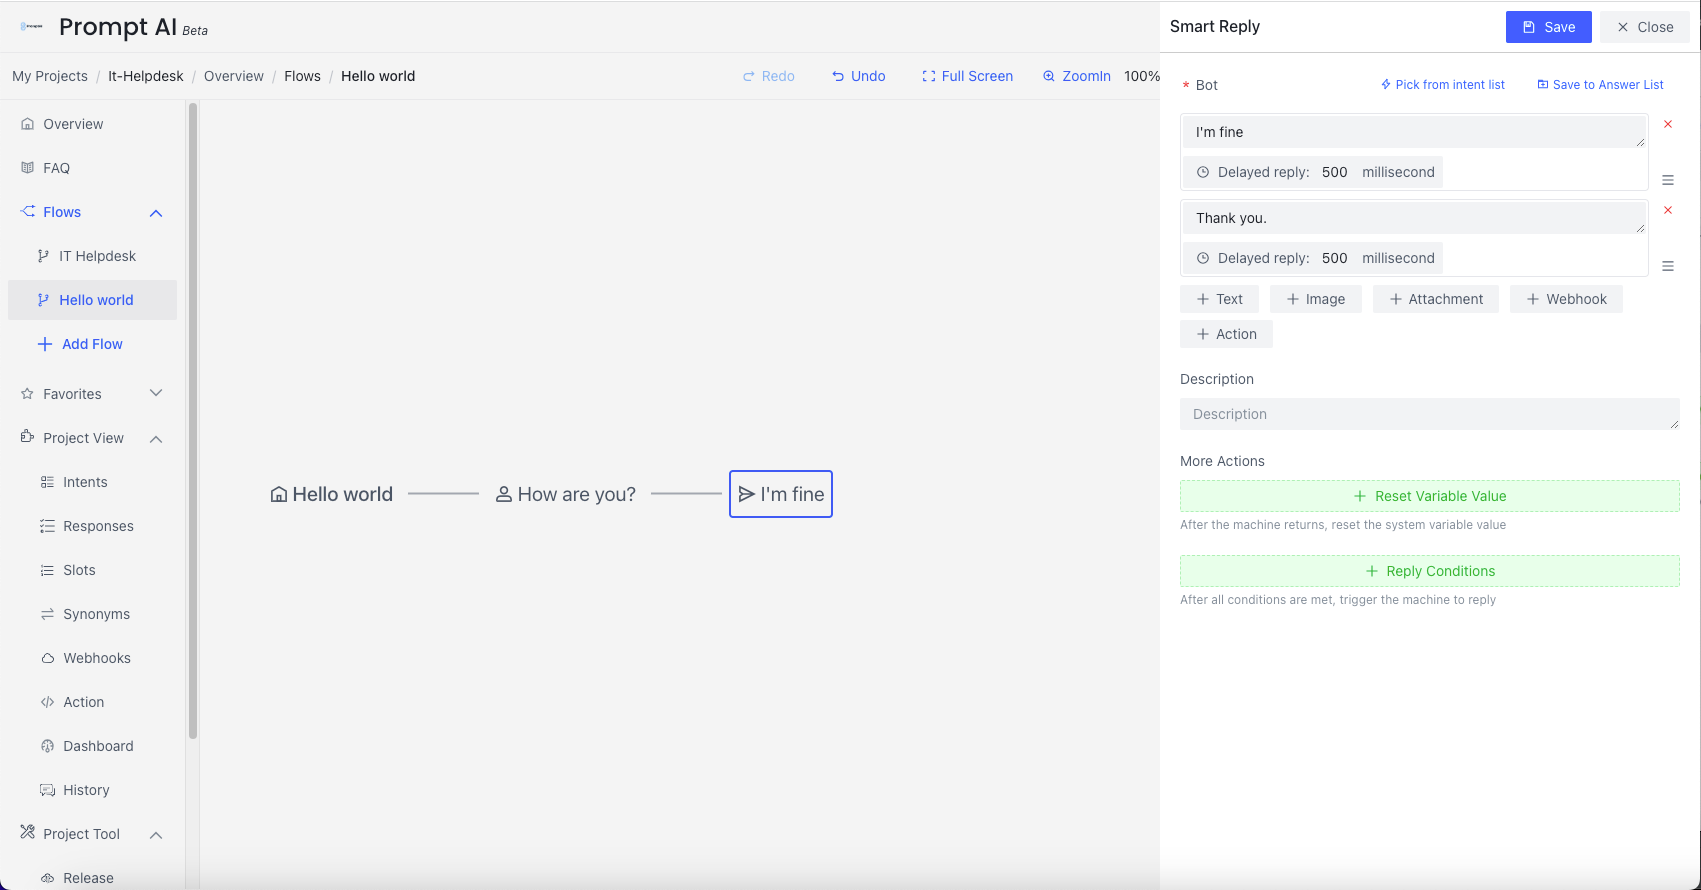 Prompt AI Beta
My Projects / It-Helpdesk / Overview / Flows / Hello world
Redo Undo Full Screen ZoomIn 100%
Overview
FAQ
Flows
IT Helpdesk
Hello world
Add Flow
Favorites
Project View
Intents
Responses
Slots
Synonyms
Webhooks
Action
Dashboard
History
Project Tool
Release
Hello world
How are you?
I'm fine
Smart Reply
Save
Close
* Bot
Pick from intent list
Save to Answer List
I'm fine
Delayed reply: 500 millisecond
Thank you.
Delayed reply: 500 millisecond
+ Text
+ Image
+ Attachment
+ Webhook
+ Action
Description
Description
More Actions
+ Reset Variable Value
After the machine returns, reset the system variable value
+ Reply Conditions
After all conditions are met, trigger the machine to reply